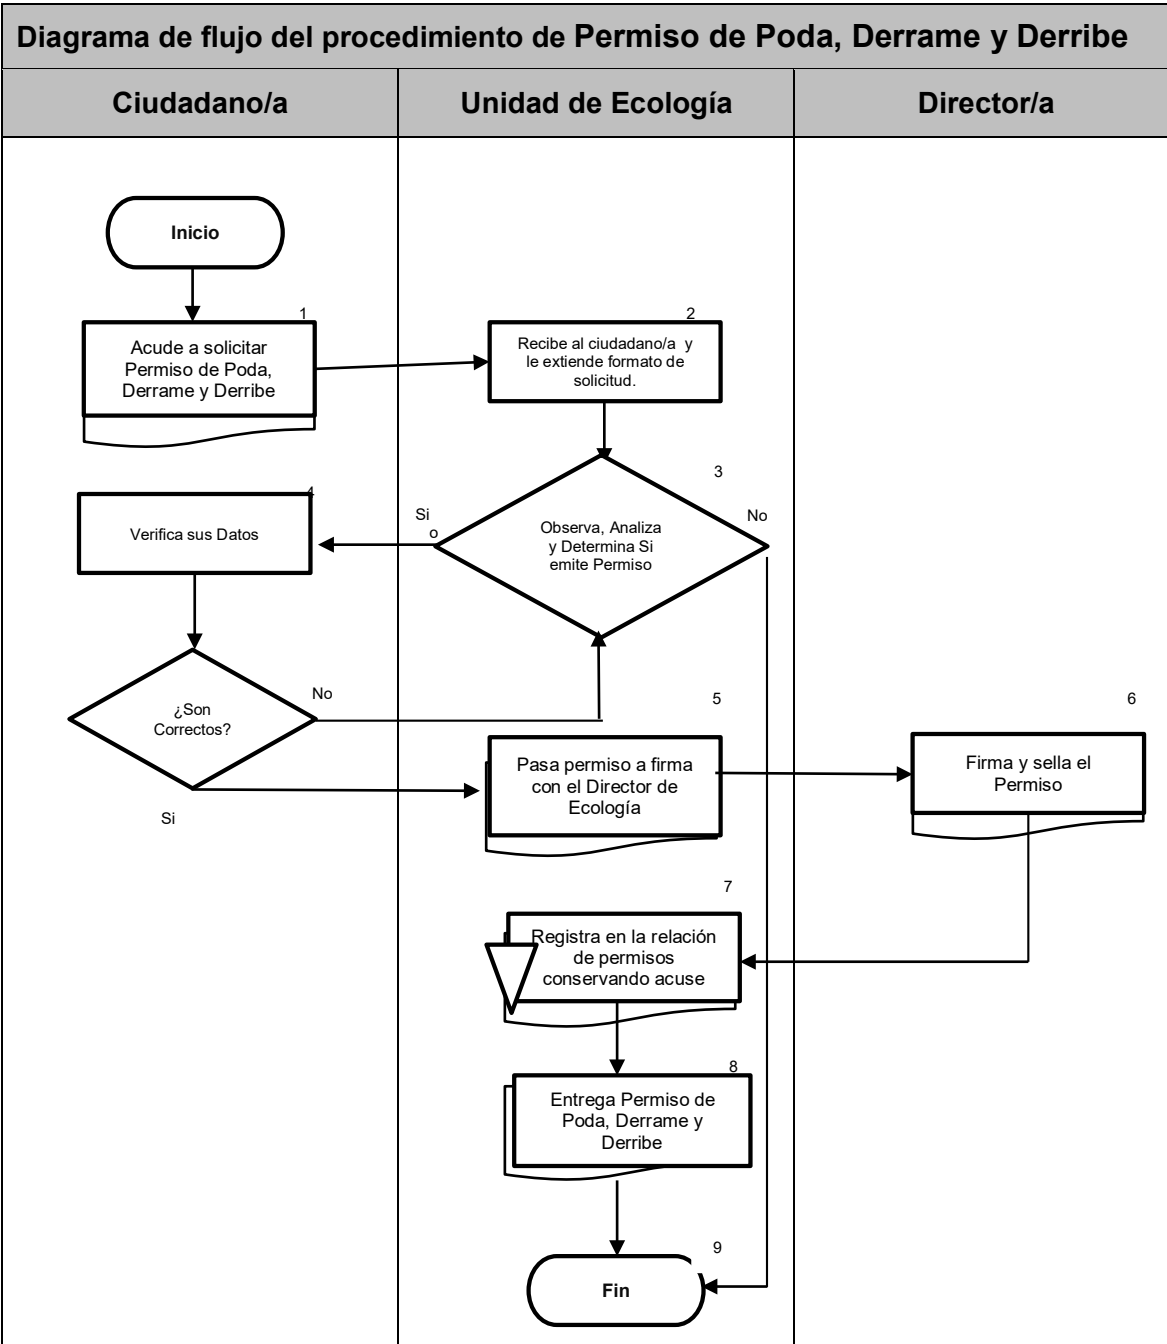 Diagrama de flujo del procedimiento de Permiso de Poda, Derrame y Derribe
Ciudadano/a
Unidad de Ecología
Director/a
Inicio
1
Acude a solicitar
Permiso de Poda,
Derrame y Derribe
2
Recibe al ciudadano/a y
le extiende formato de
solicitud.
3
Observa, Analiza
y Determina Si
emite Permiso
Si
o
No
4
Verifica sus Datos
¿Son
Correctos?
No
Si
5
Pasa permiso a firma
con el Director de
Ecología
6
Firma y sella el
Permiso
7
Registra en la relación
de permisos
conservando acuse
8
Entrega Permiso de
Poda, Derrame y
Derribe
9
Fin